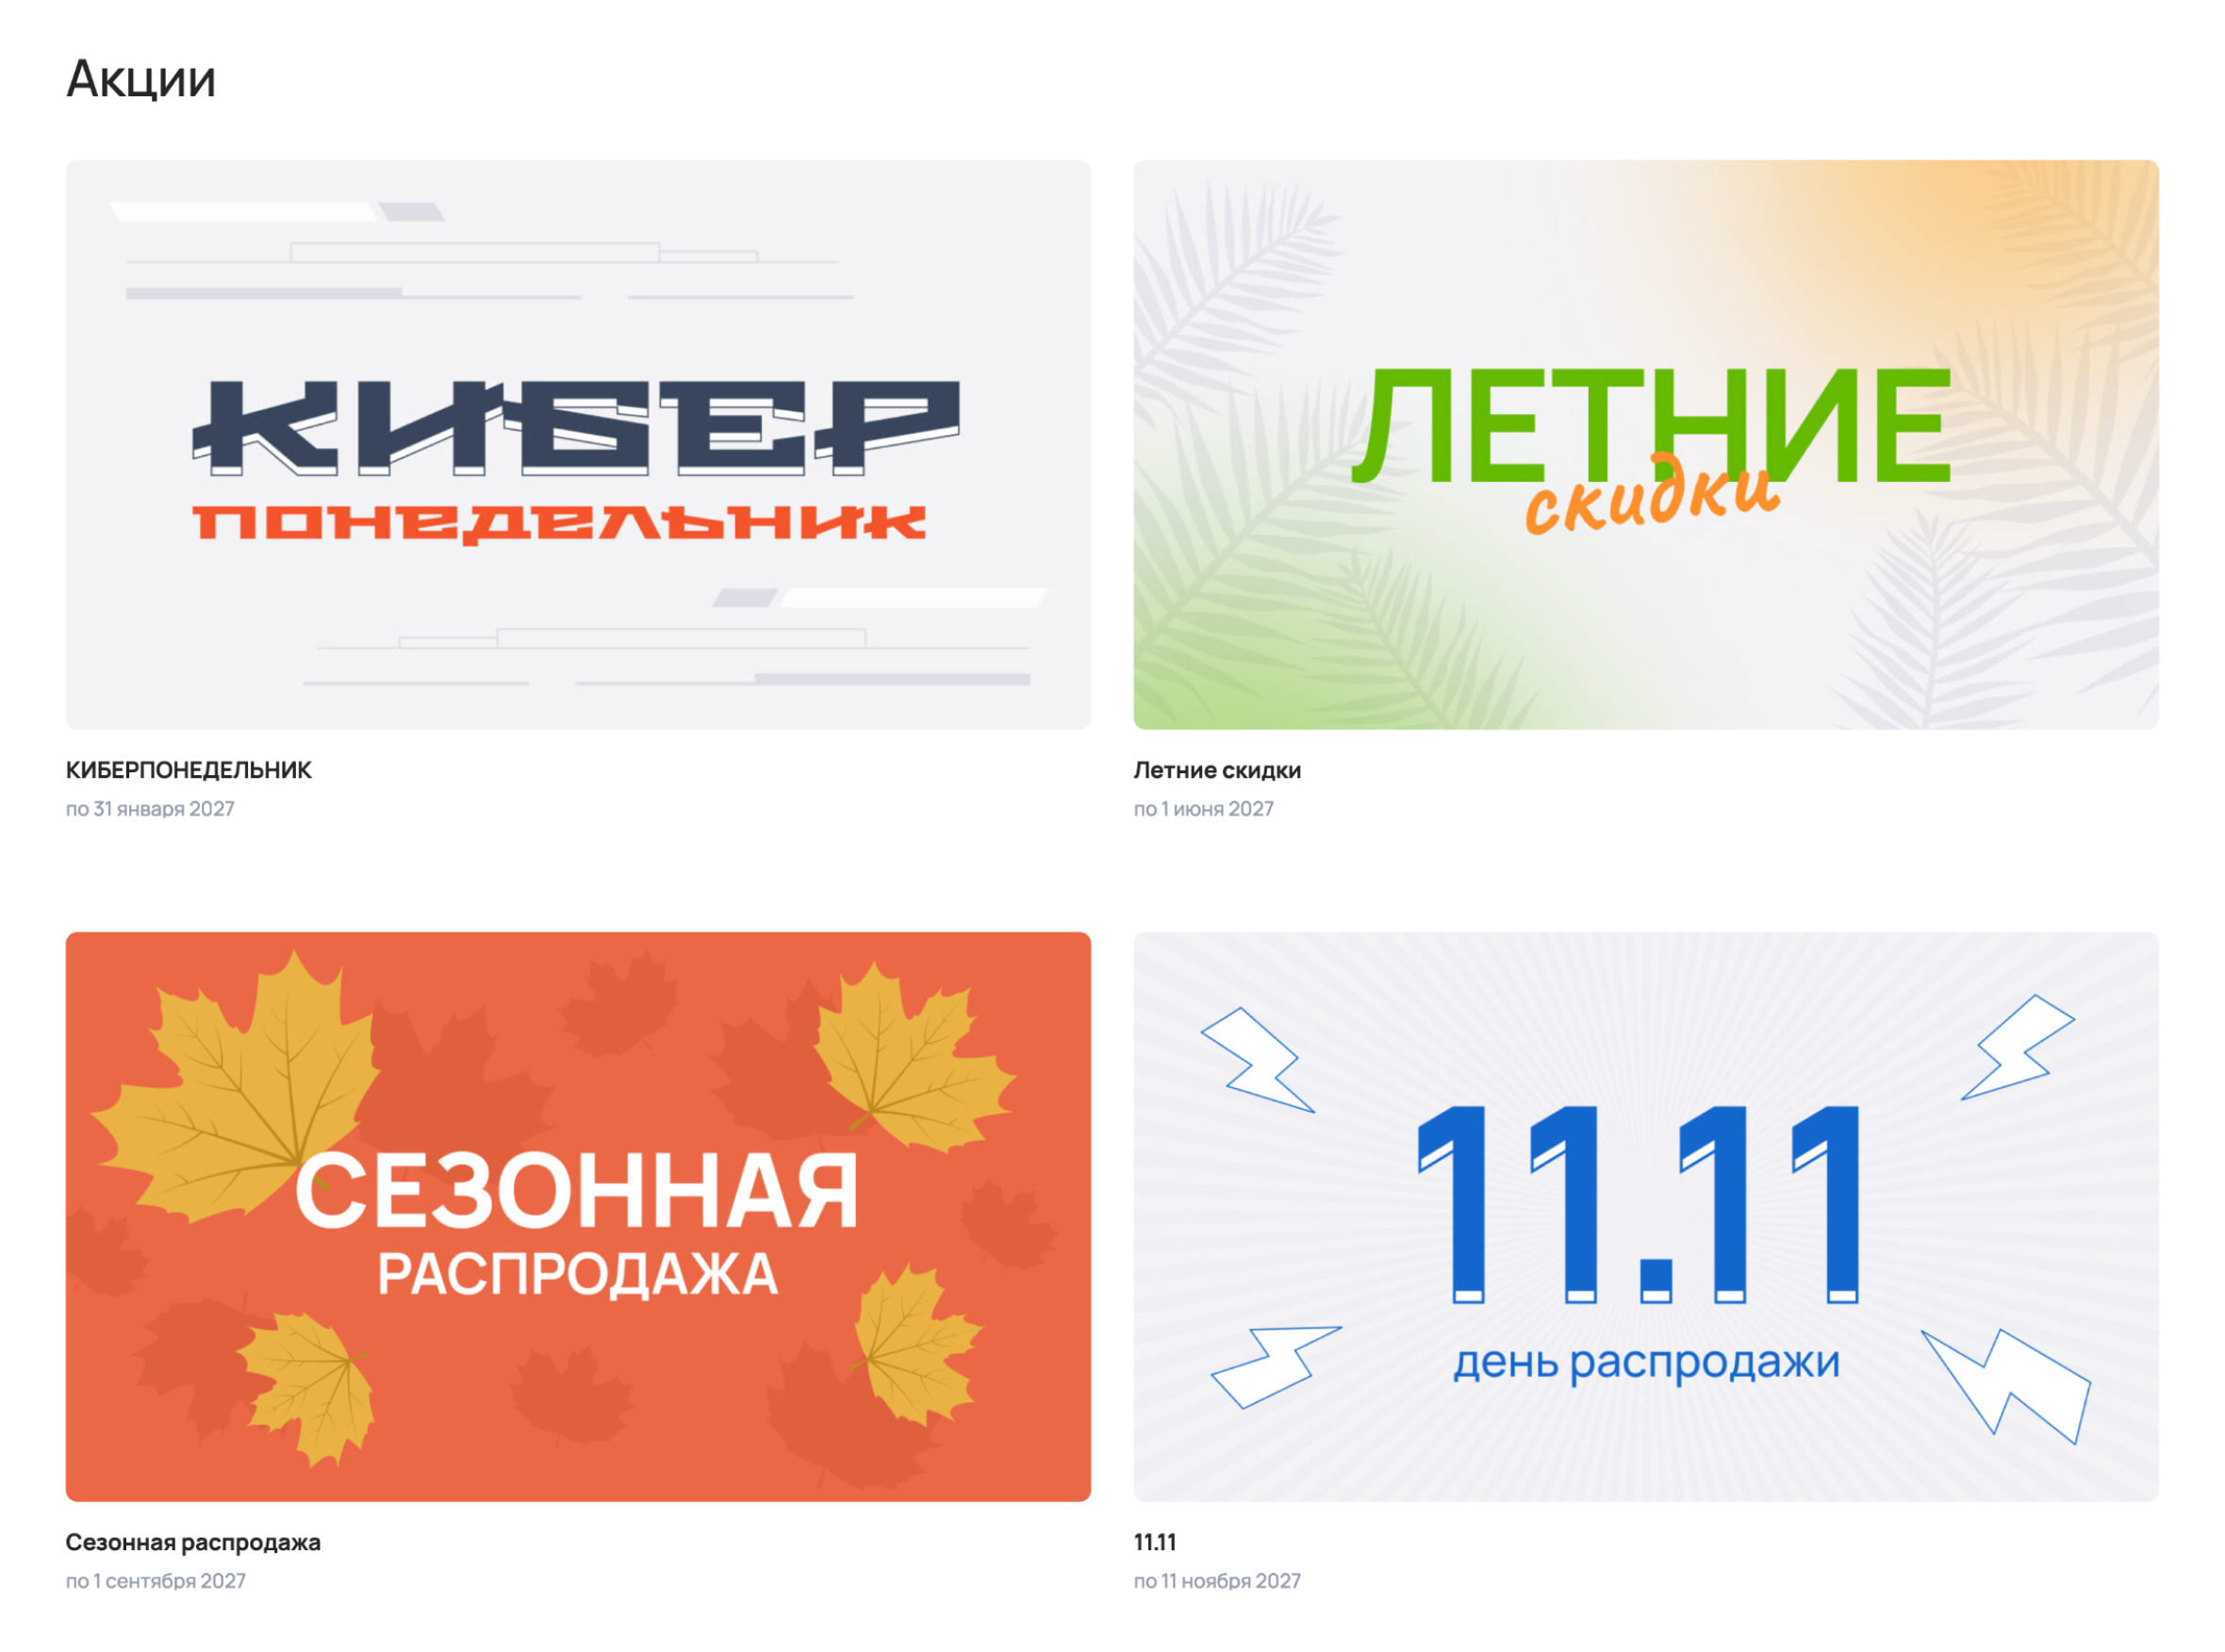 Акции
КИБЕР
ПОНЕДЕЛЬНИК
КИБЕРПОНЕДЕЛЬНИК
по 31 января 2027
ЛЕТНИЕ
скидки
Летние скидки
по 1 июня 2027
СЕЗОННАЯ
РАСПРОДАЖА
Сезонная распродажа
по 1 сентября 2027
11.11
день распродажи
11.11
по 11 ноября 2027